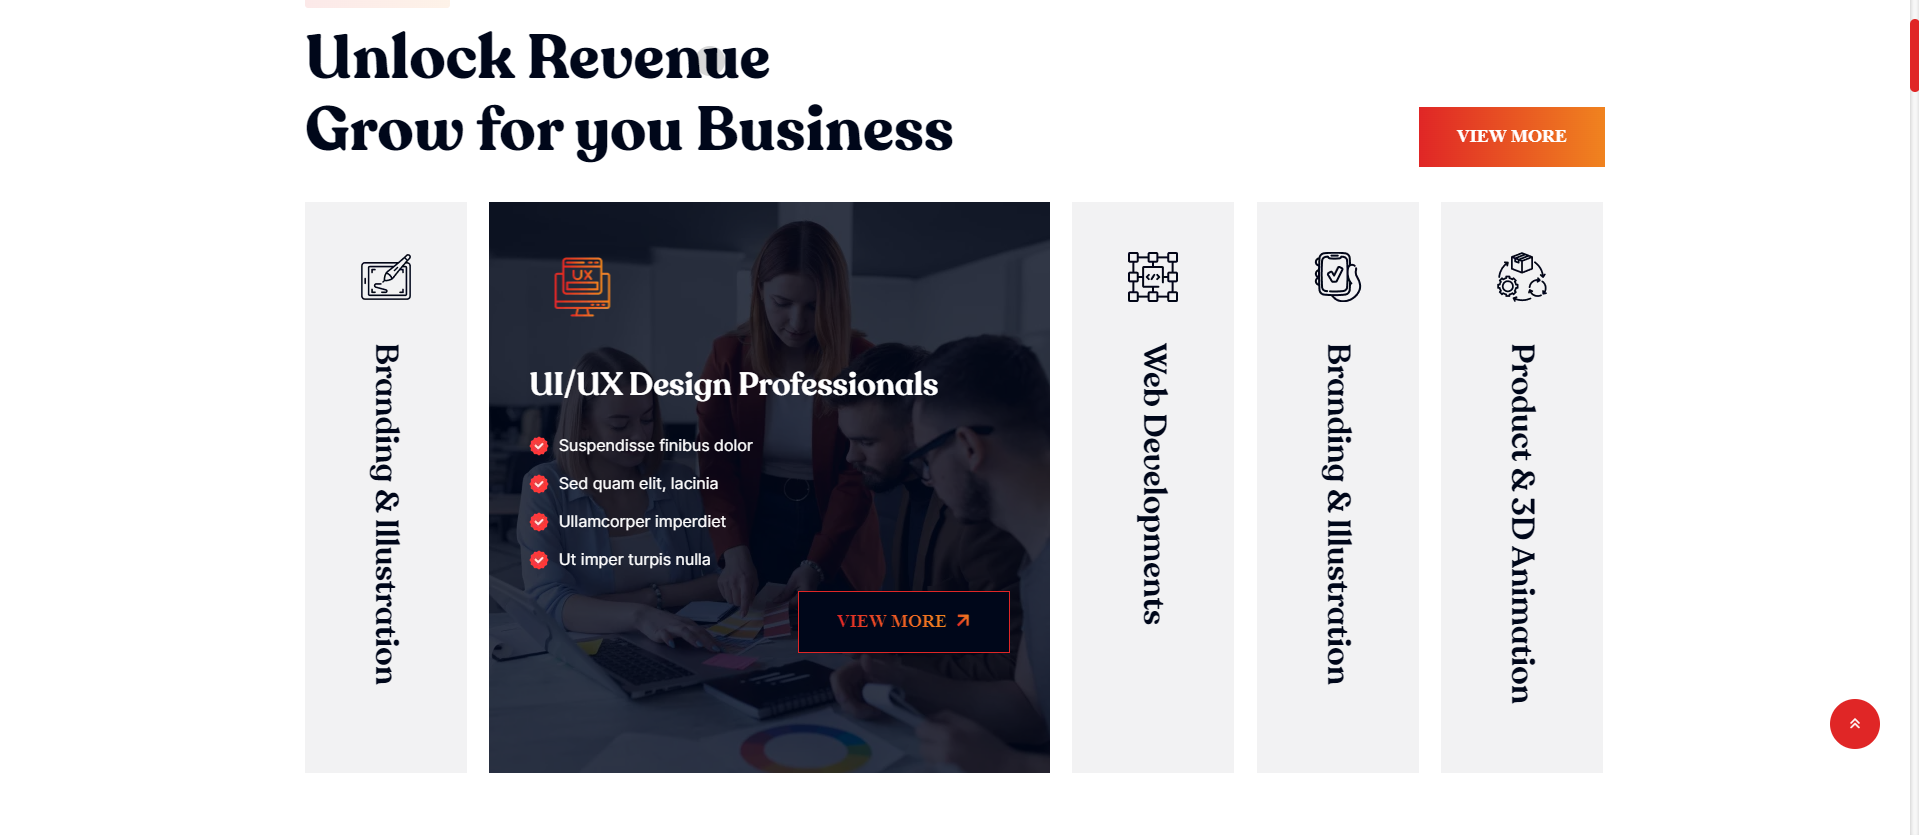 Unlock Revenue
Grow for you Business
VIEW MORE
Branding & Illustration
UX
UI/UX Design Professionals
Suspendisse finibus dolor
Sed quam elit, lacinia
Ullamcorper imperdiet
Ut imper turpis nulla
VIEW MORE
Web Developments
Branding & Illustration
Product & 3D Animation